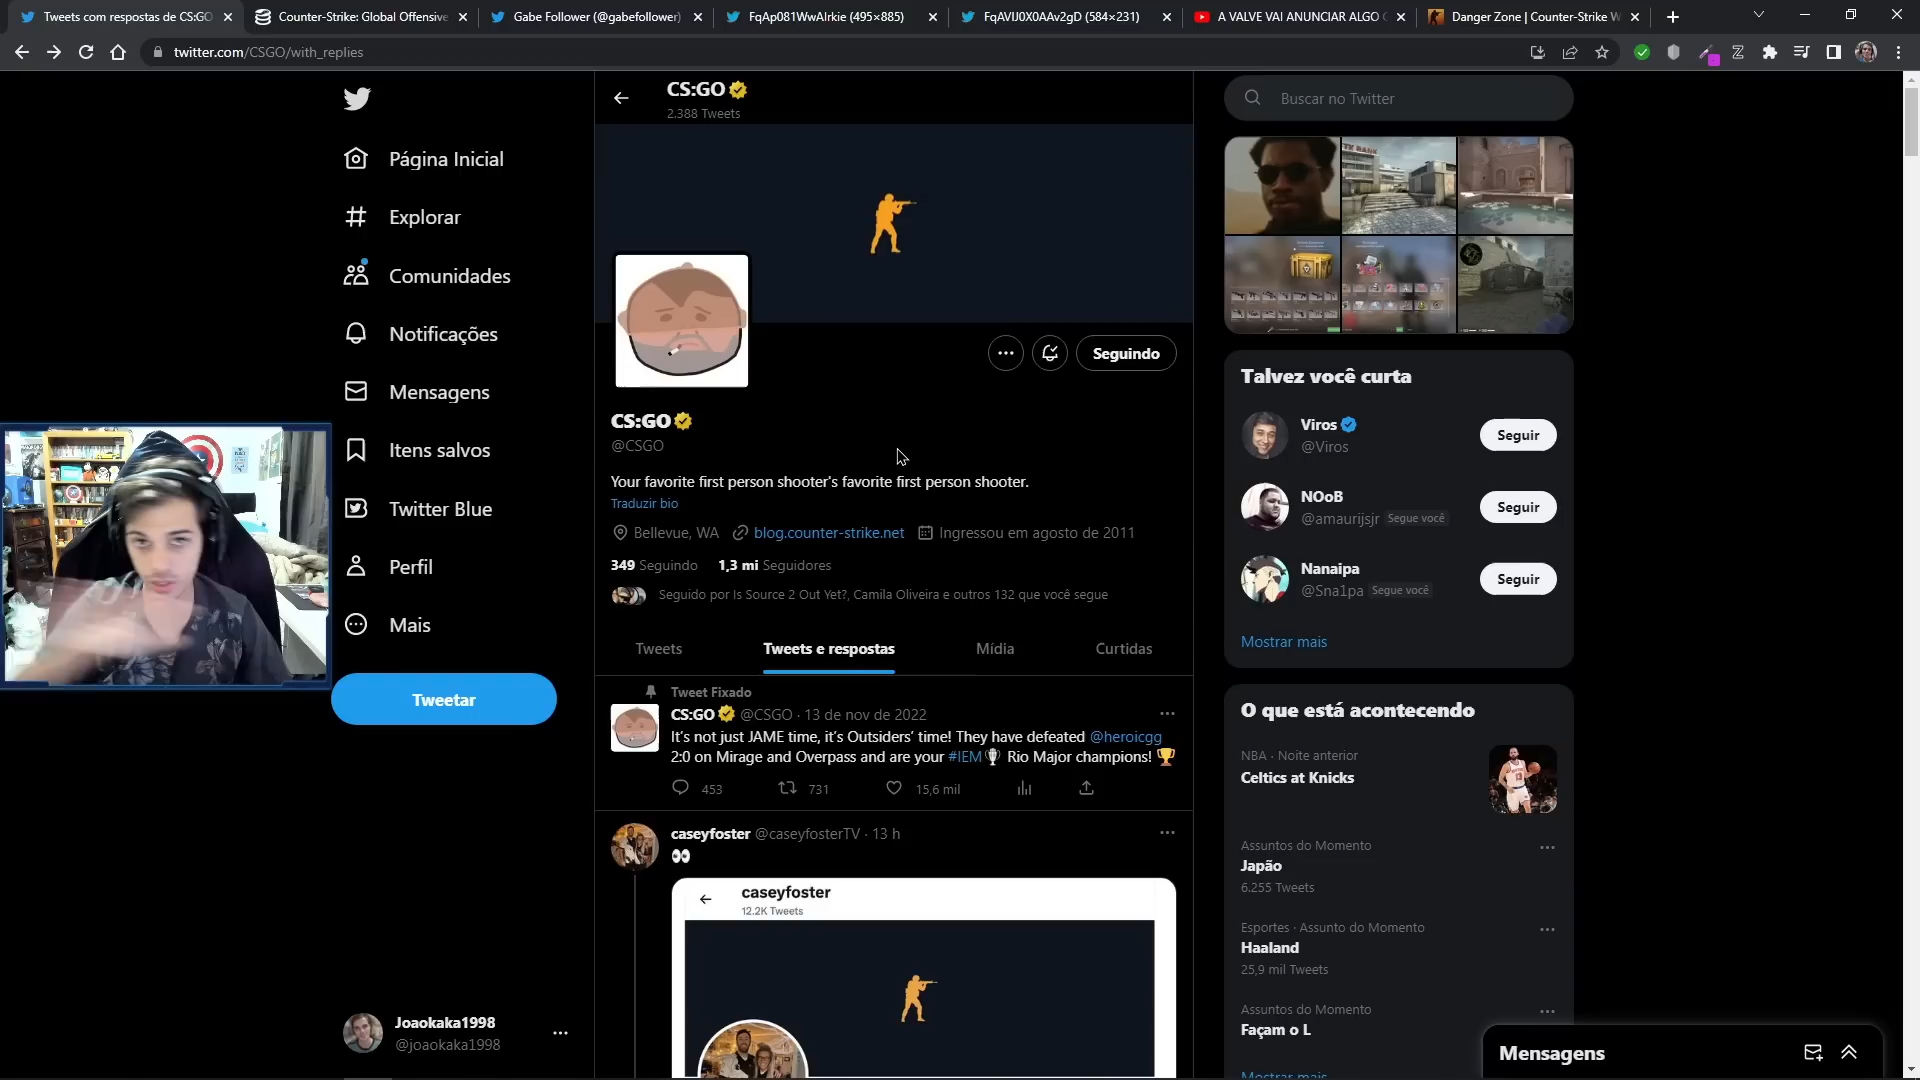 Tweets com respostas de CS:GO
Counter-Strike: Global Offensive
Gabe Follower (@gabefollower)
FqAp081WwAIrkie (495×885)
FqAVIJ0X0AAv2gD (584×231)
A VALVE VAI ANUNCIAR ALGO
Danger Zone | Counter-Strike W
twitter.com/CSGO/with_replies
Página Inicial
Explorar
Comunidades
Notificações
Mensagens
Itens salvos
Twitter Blue
Perfil
Mais
Tweetar
Joaokaka1998
@joaokaka1998
CS:GO
2.388 Tweets
Seguindo
CS:GO
@CSGO
Your favorite first person shooter's favorite first person shooter.
Traduzir bio
Bellevue, WA blog.counter-strike.net Ingressou em agosto de 2011
349 Seguindo 1,3 mi Seguidores
Seguido por Is Source 2 Out Yet?, Camila Oliveira e outros 132 que você segue
Tweets Tweets e respostas Mídia Curtidas
Tweet Fixado
CS:GO @CSGO · 13 de nov de 2022
It's not just JAME time, it's Outsiders' time! They have defeated @heroicgg
2:0 on Mirage and Overpass and are your #IEM🏆 Rio Major champions! 🏆
453 731 15,6 mil
caseyfoster @caseyfosterTV · 13 h
👀
caseyfoster
12.2K Tweets
Buscar no Twitter
Talvez você curta
Viros
@Viros
Seguir
NOoB
@amaurijsjr Segue você
Seguir
Nanaipa
@Sna1pa Segue você
Seguir
Mostrar mais
O que está acontecendo
NBA · Noite anterior
Celtics at Knicks
Assuntos do Momento
Japão
6.255 Tweets
Esportes · Assunto do Momento
Haaland
25,9 mil Tweets
Assuntos do Momento
Façam o L
Mostrar mais
Mensagens